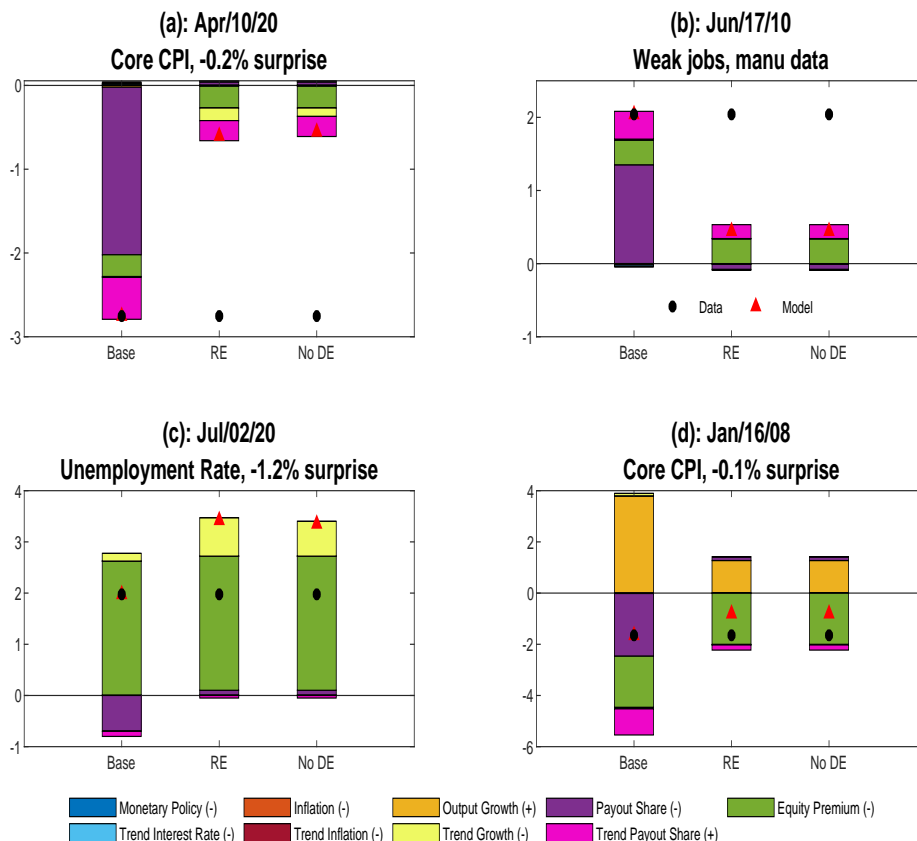 (a): Apr/10/20
Core CPI, -0.2% surprise
0
-1
-2
-3
Base RE No DE
(b): Jun/17/10
Weak jobs, manu data
2
1
0
-1
Data Model
Base RE No DE
(c): Jul/02/20
Unemployment Rate, -1.2% surprise
4
3
2
1
0
-1
Base RE No DE
(d): Jan/16/08
Core CPI, -0.1% surprise
4
2
0
-2
-4
-6
Base RE No DE
Monetary Policy (-) Inflation (-) Output Growth (+) Payout Share (-) Equity Premium (-)
Trend Interest Rate (-) Trend Inflation (-) Trend Growth (-) Trend Payout Share (+)